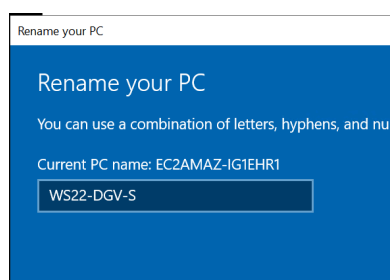 Rename your PC
Rename your PC
You can use a combination of letters, hyphens, and nu
Current PC name: EC2AMAZ-IG1EHR1
WS22-DGV-S